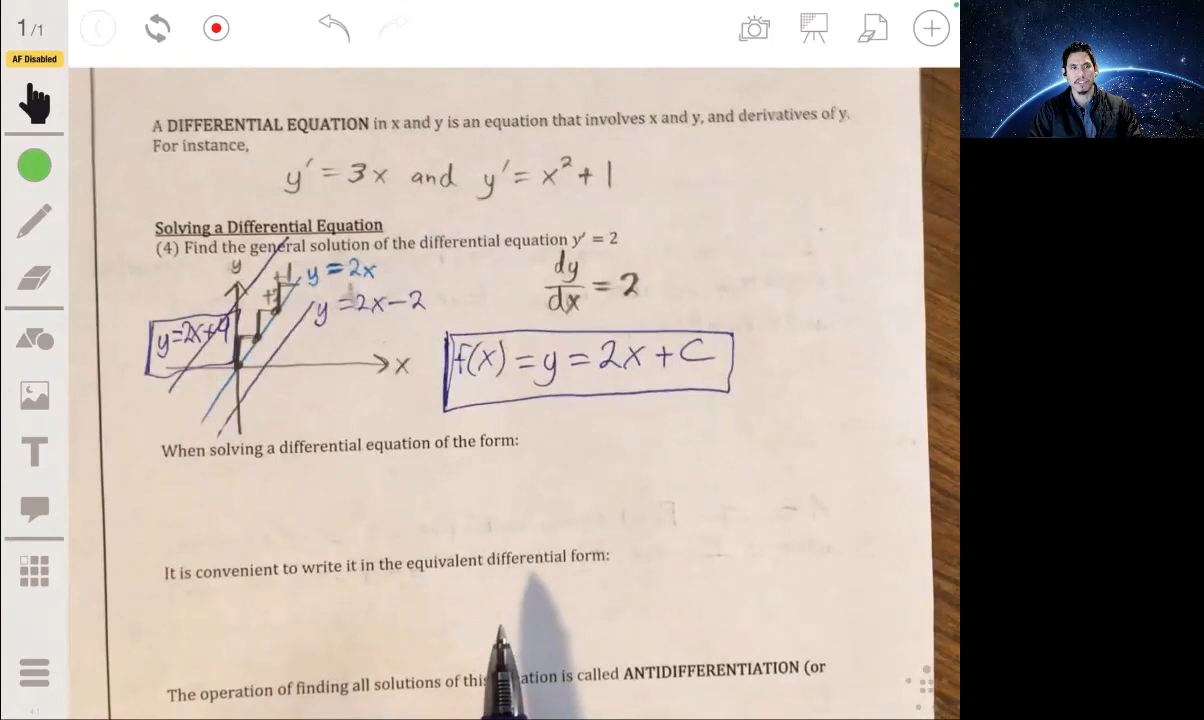 1/1
AF Disabled
A DIFFERENTIAL EQUATION in x and y is an equation that involves x and y, and derivatives of y.
For instance,
y' = 3x and y' = x² + 1
Solving a Differential Equation
(4) Find the general solution of the differential equation y' = 2
y
+1
y = 2x
dy/dx = 2
+2
y = 2x - 2
y = 2x + 9
f(x) = y = 2x + C
x
When solving a differential equation of the form:
It is convenient to write it in the equivalent differential form:
The operation of finding all solutions of this ation is called ANTIDIFFERENTIATION (or
T